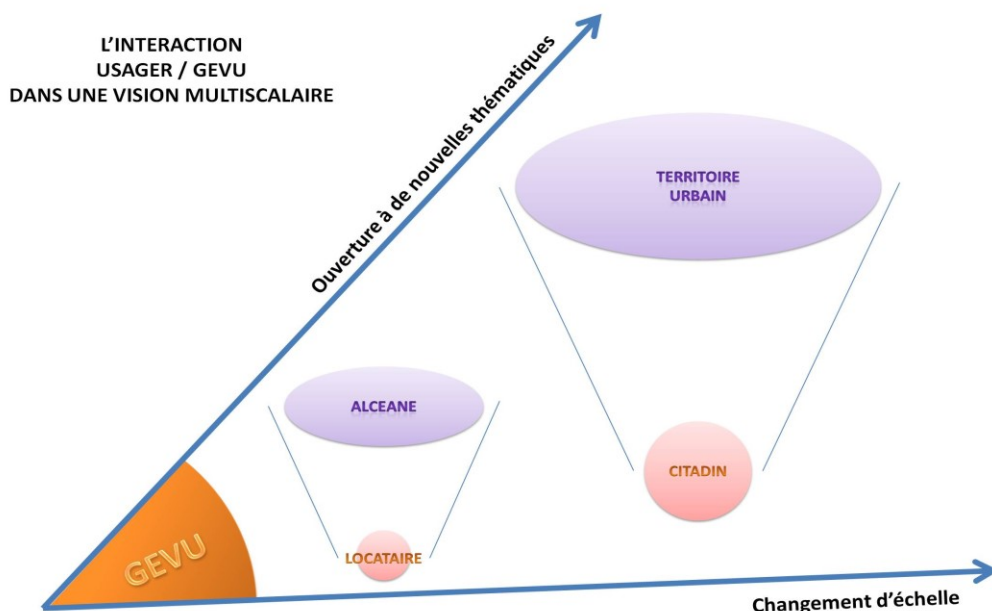 L'INTERACTION
USAGER / GEVU
DANS UNE VISION MULTISCALAIRE
Ouverture à de nouvelles thématiques
TERRITOIRE
URBAIN
ALCEANE
CITADIN
LOCATAIRE
GEVU
Changement d'échelle